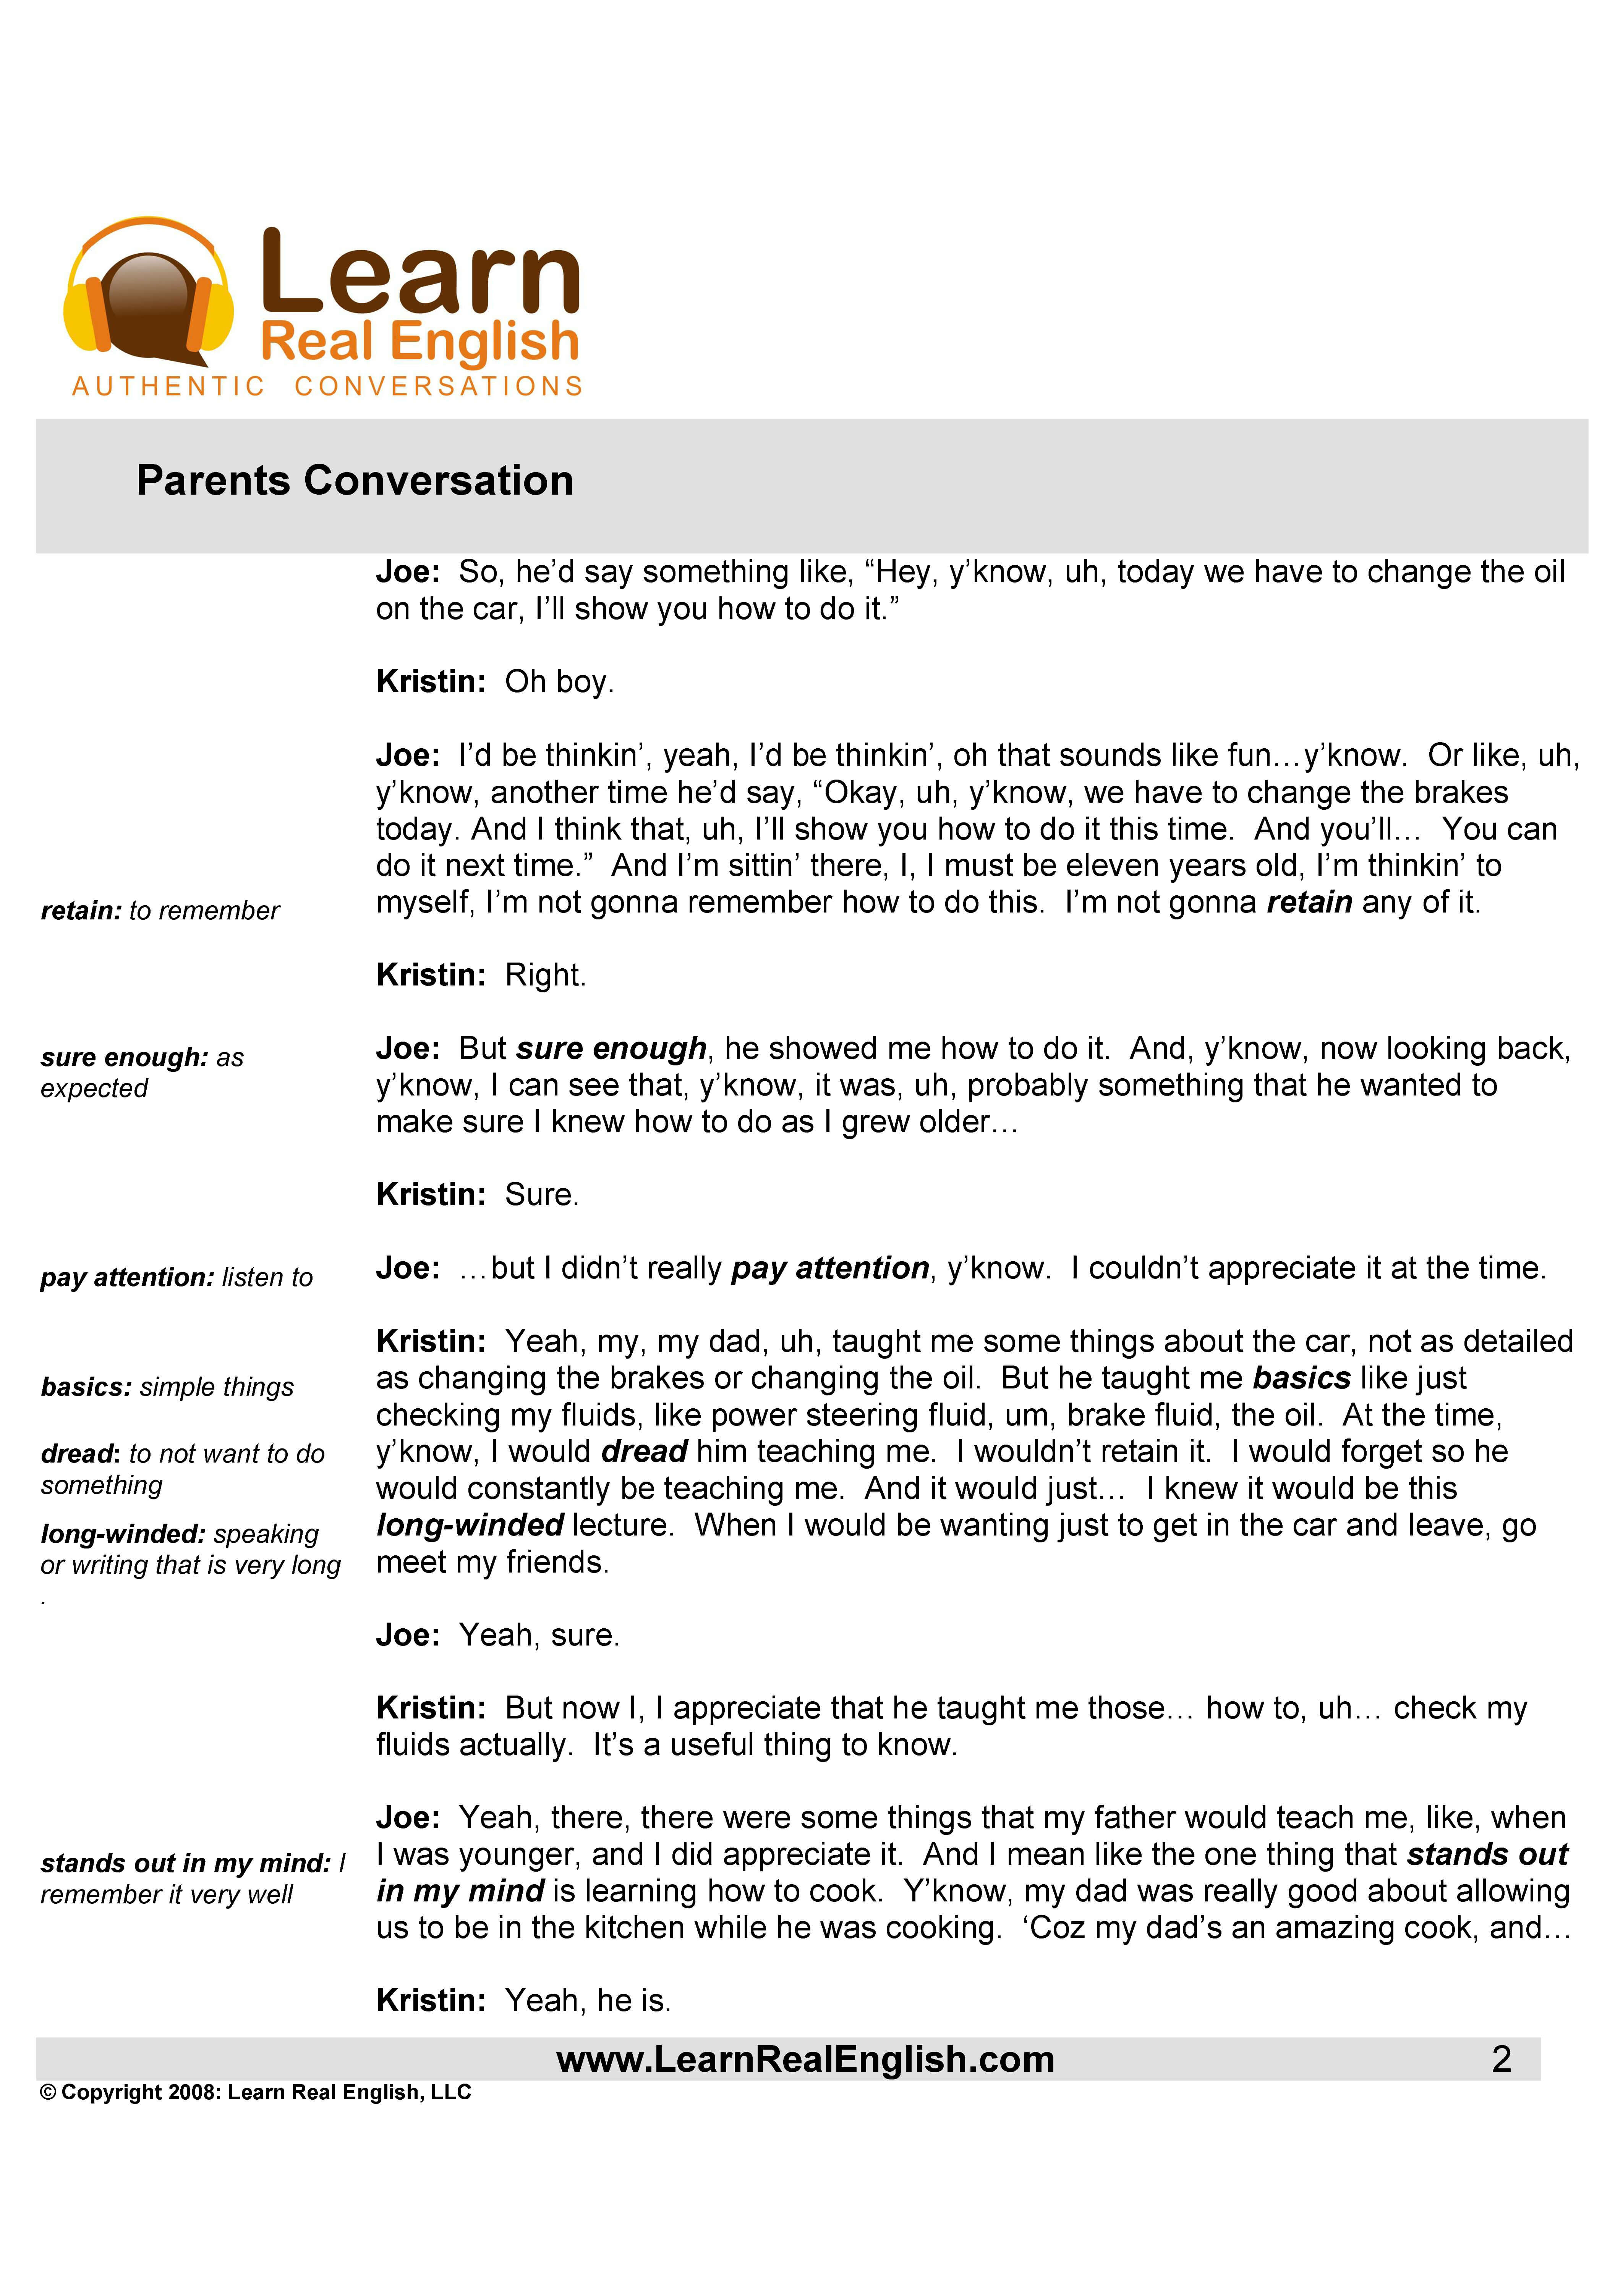 Learn
Real English
AUTHENTIC CONVERSATIONS
Parents Conversation
Joe:  So, he’d say something like, “Hey, y’know, uh, today we have to change the oil
on the car, I’ll show you how to do it.”
Kristin:  Oh boy.
Joe:  I’d be thinkin’, yeah, I’d be thinkin’, oh that sounds like fun…y’know.  Or like, uh,
y’know, another time he’d say, “Okay, uh, y’know, we have to change the brakes
today. And I think that, uh, I’ll show you how to do it this time.  And you’ll…  You can
do it next time.”  And I’m sittin’ there, I, I must be eleven years old, I’m thinkin’ to
myself, I’m not gonna remember how to do this.  I’m not gonna retain any of it.
retain: to remember
Kristin:  Right.
Joe:  But sure enough, he showed me how to do it.  And, y’know, now looking back,
y’know, I can see that, y’know, it was, uh, probably something that he wanted to
make sure I knew how to do as I grew older…
sure enough: as
expected
Kristin:  Sure.
Joe:  …but I didn’t really pay attention, y’know.  I couldn’t appreciate it at the time.
pay attention: listen to
Kristin:  Yeah, my, my dad, uh, taught me some things about the car, not as detailed
as changing the brakes or changing the oil.  But he taught me basics like just
checking my fluids, like power steering fluid, um, brake fluid, the oil.  At the time,
y’know, I would dread him teaching me.  I wouldn’t retain it.  I would forget so he
would constantly be teaching me.  And it would just…  I knew it would be this
long-winded lecture.  When I would be wanting just to get in the car and leave, go
meet my friends.
basics: simple things
dread: to not want to do
something
long-winded: speaking
or writing that is very long
.
Joe:  Yeah, sure.
Kristin:  But now I, I appreciate that he taught me those… how to, uh… check my
fluids actually.  It’s a useful thing to know.
Joe:  Yeah, there, there were some things that my father would teach me, like, when
I was younger, and I did appreciate it.  And I mean like the one thing that stands out
in my mind is learning how to cook.  Y’know, my dad was really good about allowing
us to be in the kitchen while he was cooking.  ‘Coz my dad’s an amazing cook, and…
stands out in my mind: I
remember it very well
Kristin:  Yeah, he is.
www.LearnRealEnglish.com 2
© Copyright 2008: Learn Real English, LLC